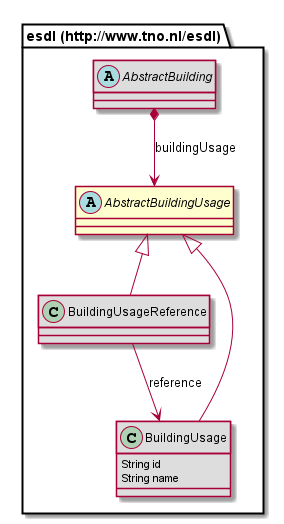 esdl (http://www.tno.nl/esdl)
A AbstractBuilding
buildingUsage
A AbstractBuildingUsage
C BuildingUsageReference
reference
C BuildingUsage
String id
String name